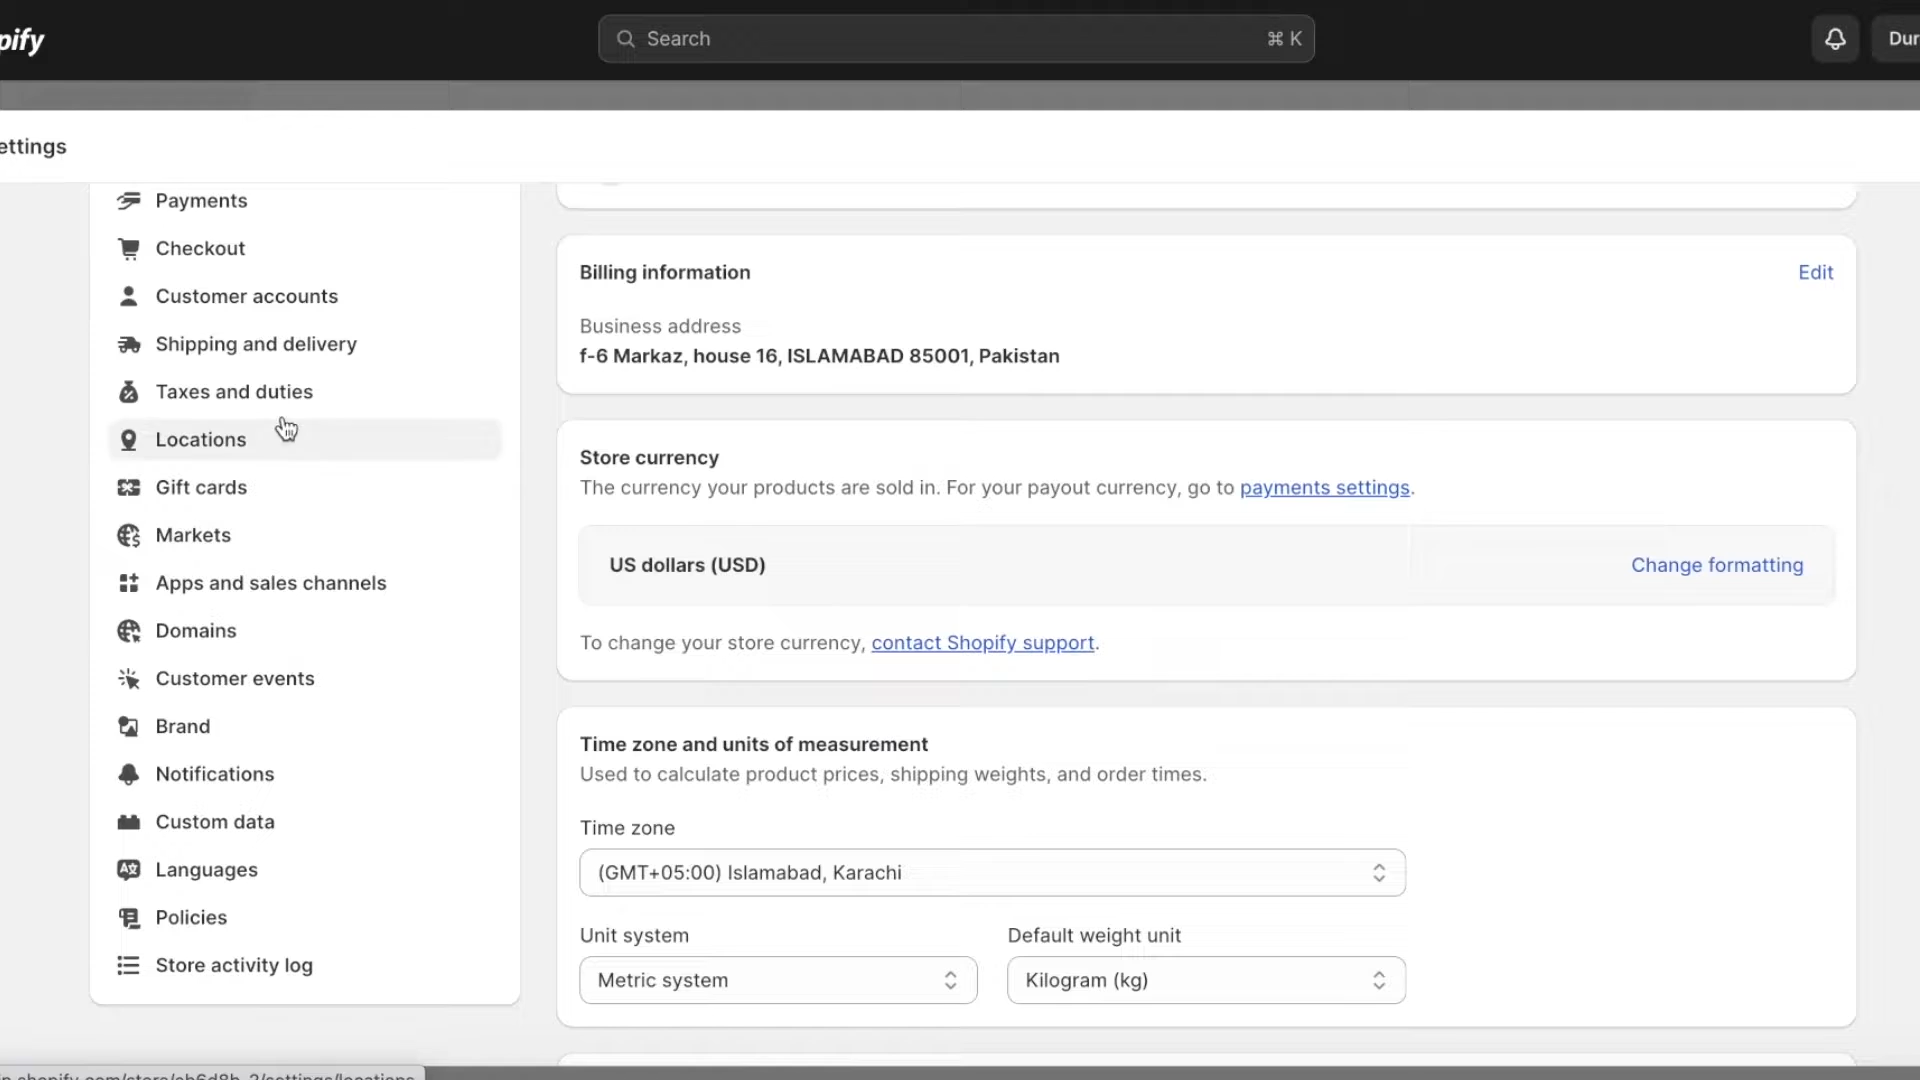 pify
Search
⌘ K
Dur
ettings
Payments
Checkout
Customer accounts
Shipping and delivery
Taxes and duties
Locations
Gift cards
Markets
Apps and sales channels
Domains
Customer events
Brand
Notifications
Custom data
Languages
Policies
Store activity log
Billing information
Edit
Business address
f-6 Markaz, house 16, ISLAMABAD 85001, Pakistan
Store currency
The currency your products are sold in. For your payout currency, go to payments settings.
US dollars (USD)
Change formatting
To change your store currency, contact Shopify support.
Time zone and units of measurement
Used to calculate product prices, shipping weights, and order times.
Time zone
(GMT+05:00) Islamabad, Karachi
Unit system
Default weight unit
Metric system
Kilogram (kg)